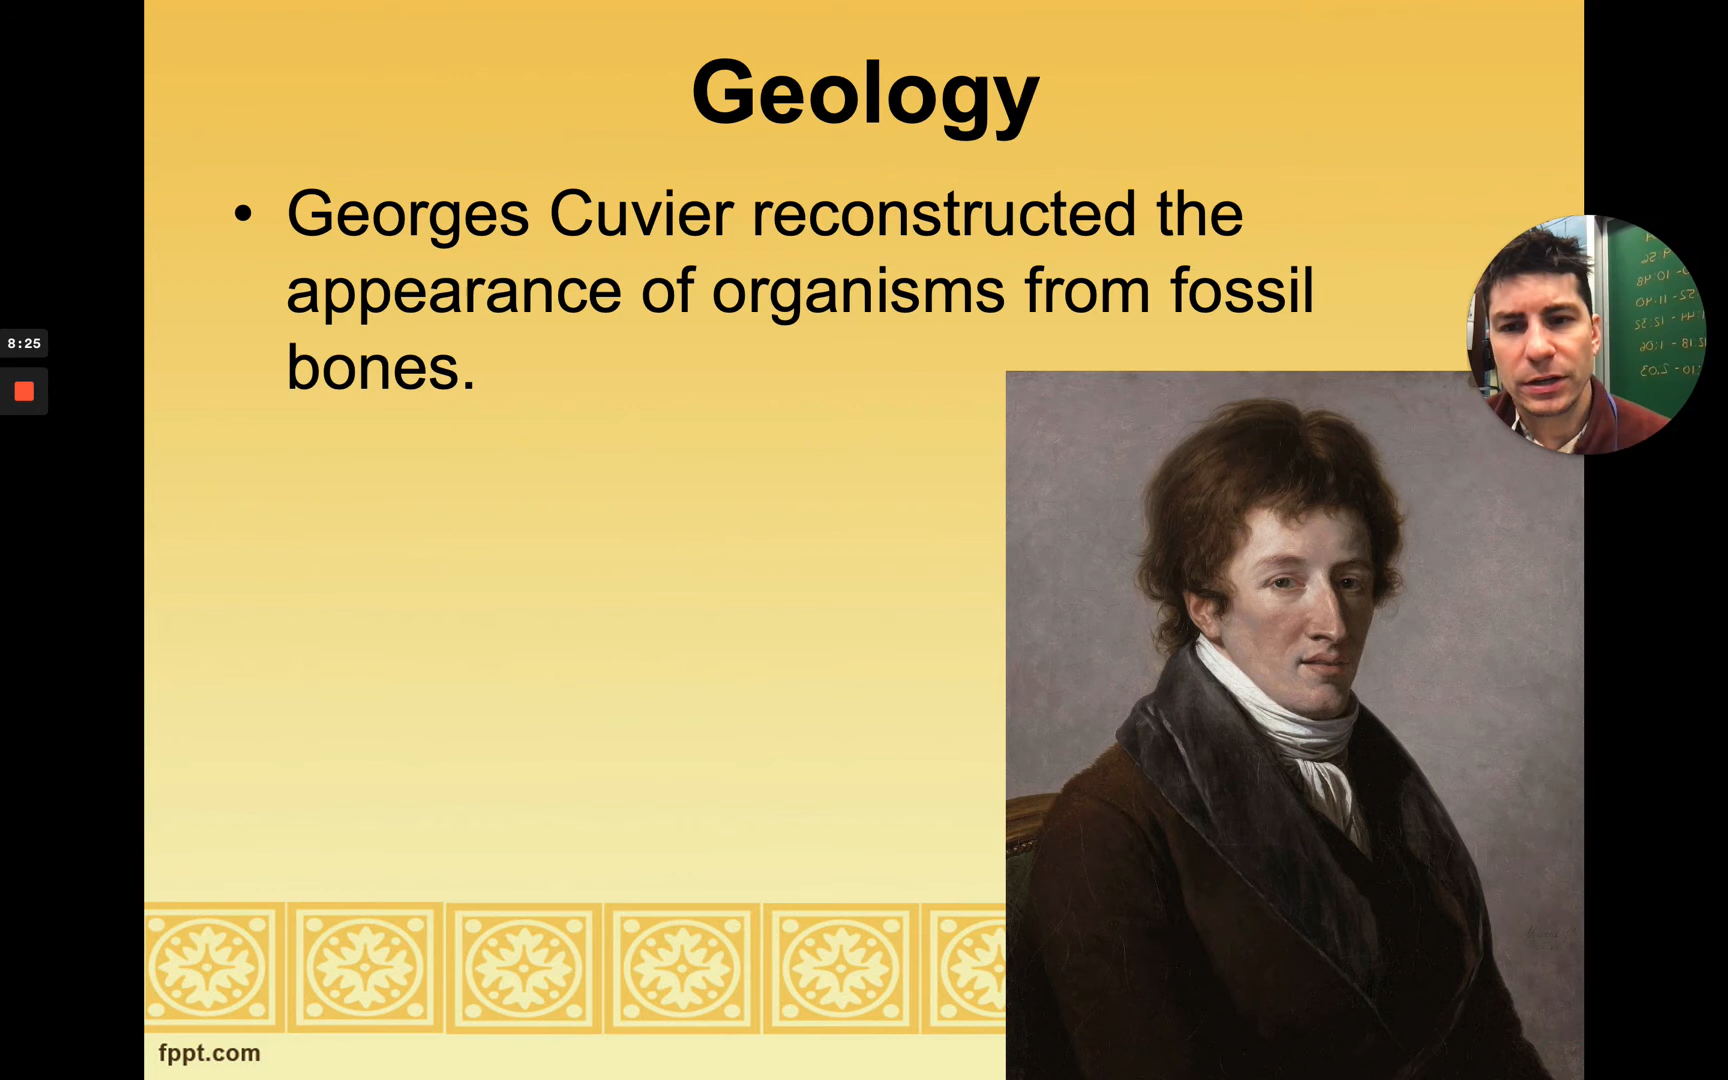 Geology
• Georges Cuvier reconstructed the
appearance of organisms from fossil
bones.
8:25
fppt.com